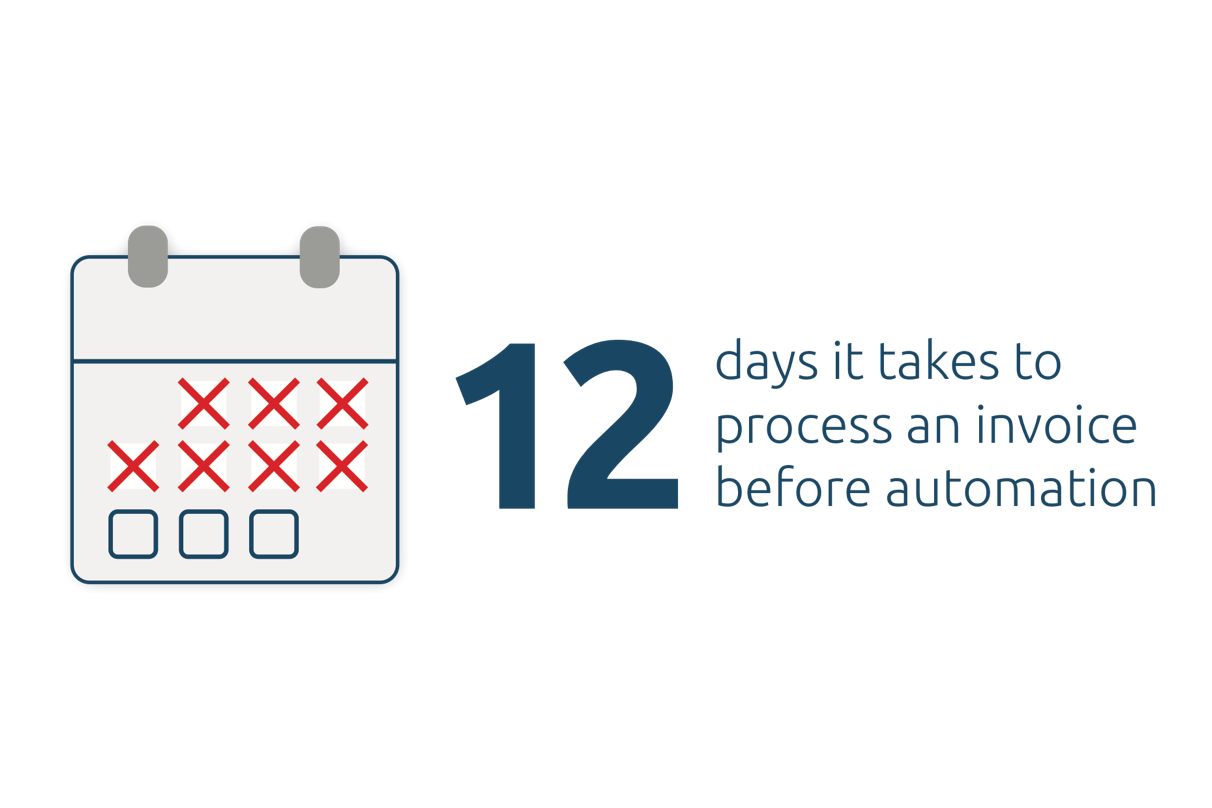 12
days it takes to
process an invoice
before automation